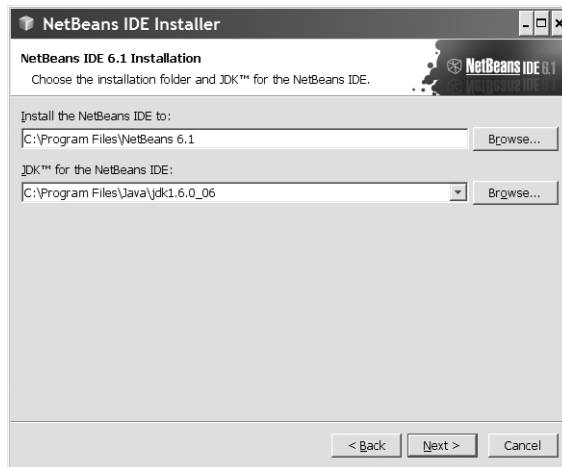 NetBeans IDE Installer
NetBeans IDE 6.1 Installation
Choose the installation folder and JDK™ for the NetBeans IDE.
NetBeans IDE 6.1
Install the NetBeans IDE to:
C:\Program Files\NetBeans 6.1
Browse...
JDK™ for the NetBeans IDE:
C:\Program Files\Java\jdk1.6.0_06
Browse...
< Back
Next >
Cancel